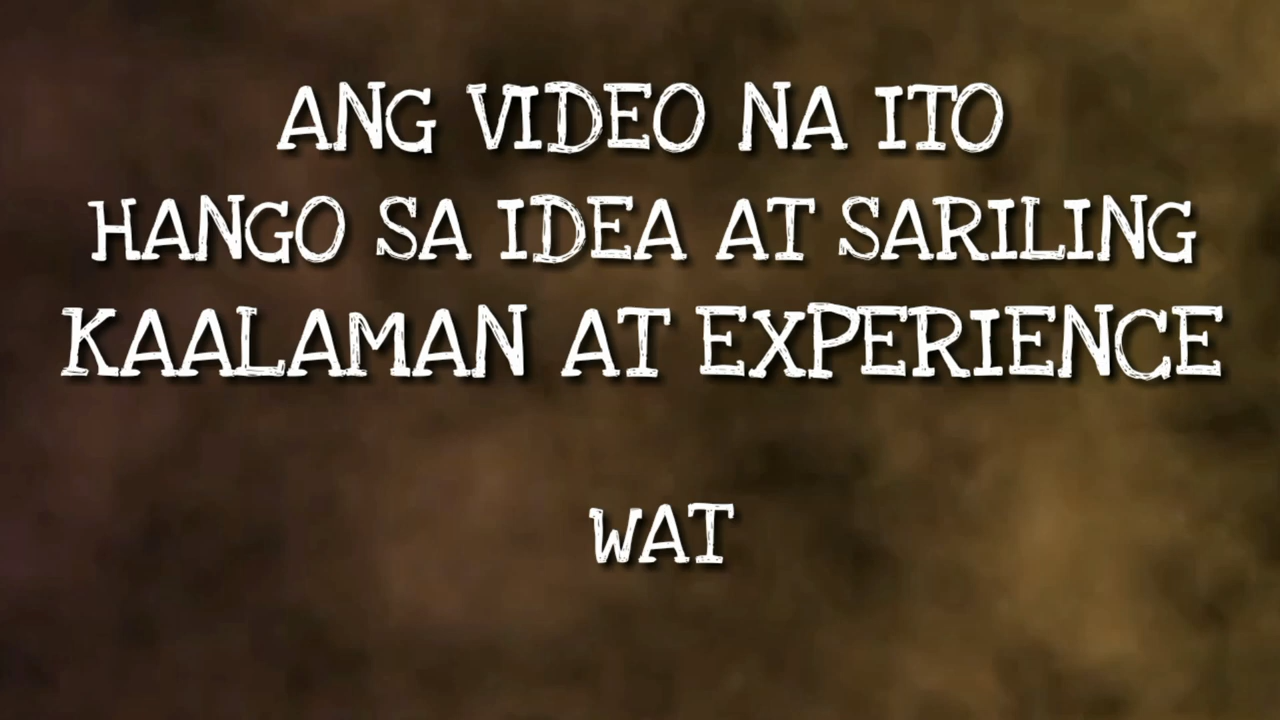 ANG VIDEO NA ITO
HANGO SA IDEA AT SARILING
KAALAMAN AT EXPERIENCE
WAT